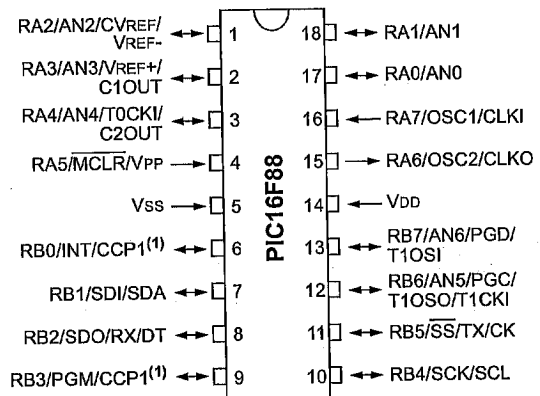 RA2/AN2/CVREF/
VREF-
1
RA3/AN3/VREF+/
C1OUT
2
RA4/AN4/T0CKI/
C2OUT
3
RA5/MCLR/VPP
4
VSS
5
RB0/INT/CCP1(1)
6
RB1/SDI/SDA
7
RB2/SDO/RX/DT
8
RB3/PGM/CCP1(1)
9
PIC16F88
18
RA1/AN1
17
RA0/AN0
16
RA7/OSC1/CLKI
15
RA6/OSC2/CLKO
14
VDD
13
RB7/AN6/PGD/
T1OSI
12
RB6/AN5/PGC/
T1OSO/T1CKI
11
RB5/SS/TX/CK
10
RB4/SCK/SCL